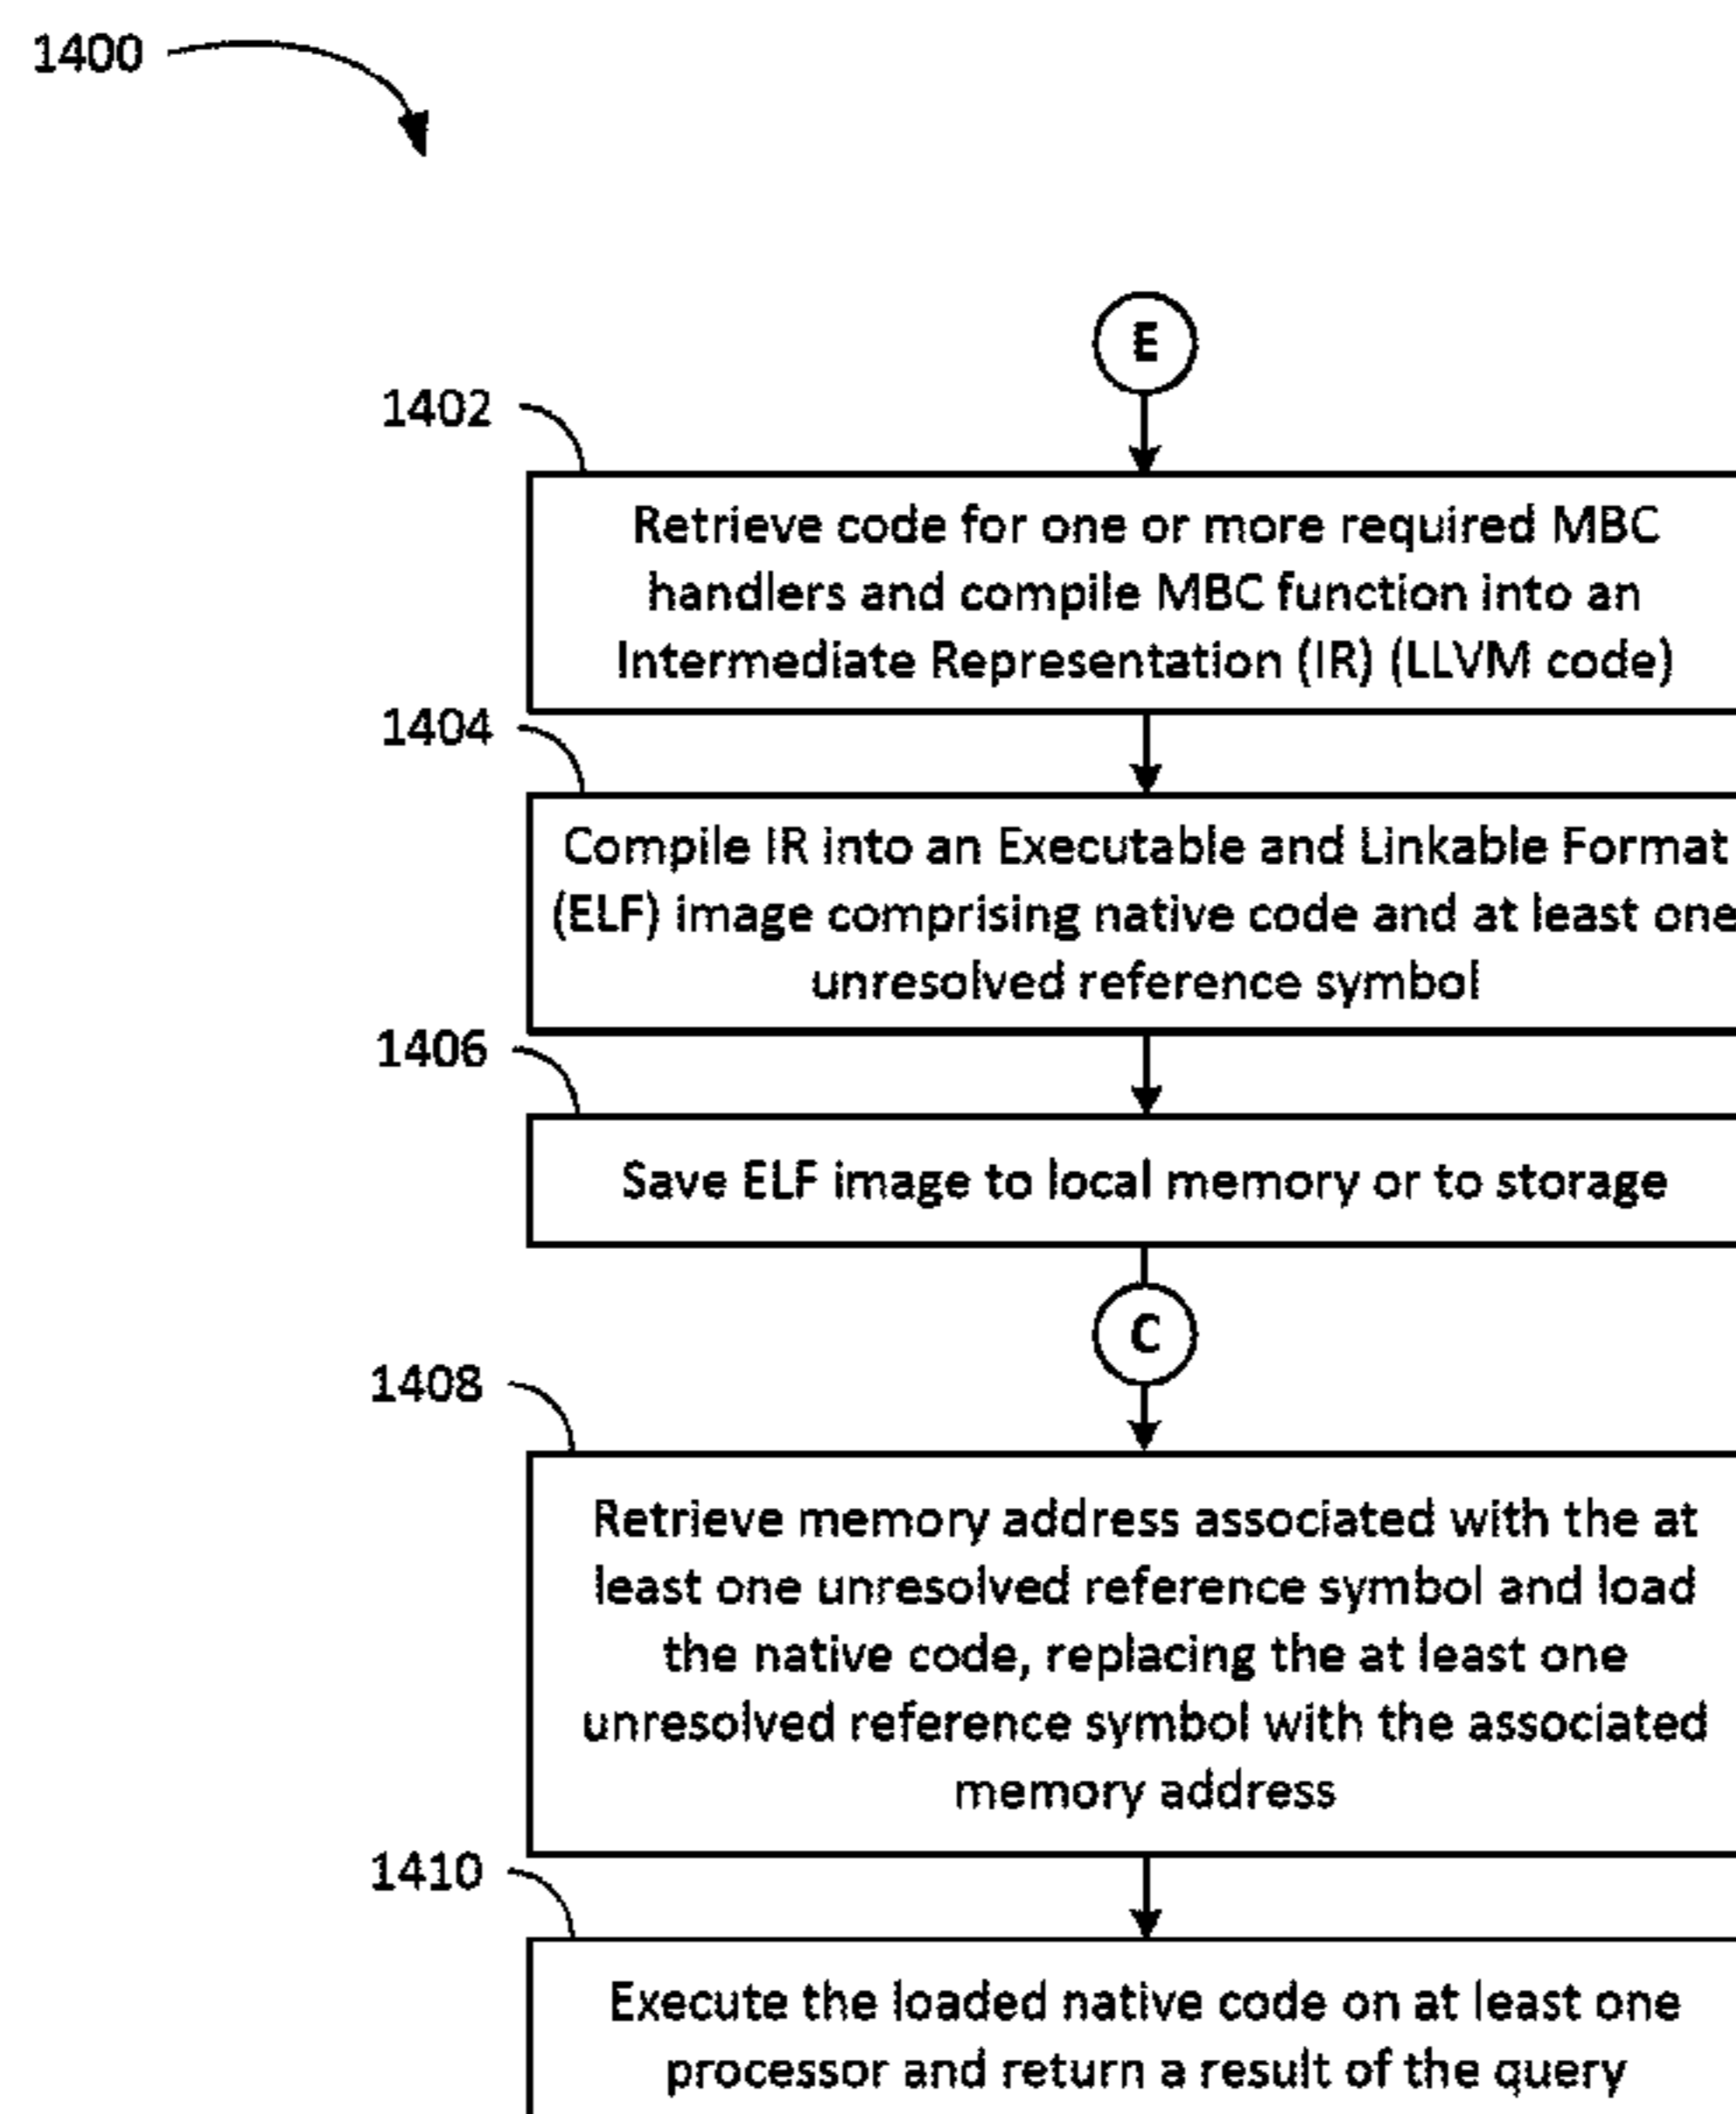 1400
E
1402
Retrieve code for one or more required MBC
handlers and compile MBC function into an
Intermediate Representation (IR) (LLVM code)
1404
Compile IR into an Executable and Linkable Format
(ELF) image comprising native code and at least one
unresolved reference symbol
1406
Save ELF image to local memory or to storage
C
1408
Retrieve memory address associated with the at
least one unresolved reference symbol and load
the native code, replacing the at least one
unresolved reference symbol with the associated
memory address
1410
Execute the loaded native code on at least one
processor and return a result of the query